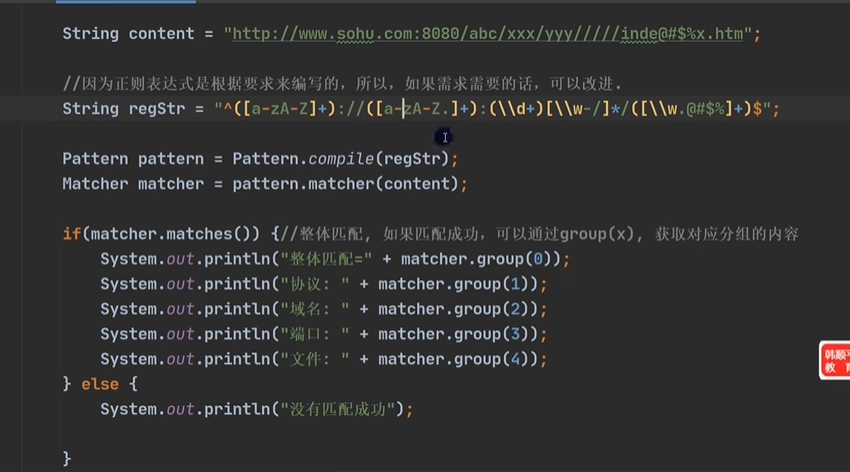 String content = "http://www.sohu.com:8080/abc/xxx/yyy/////inde@#$%x.htm";
//因为正则表达式是根据要求来编写的，所以，如果需求需要的话，可以改进.
String regStr = "^([a-zA-Z]+)://([a-zA-Z.]+):(\\d+)[\\w-/]*/([\\w.@#$%]+)$";
Pattern pattern = Pattern.compile(regStr);
Matcher matcher = pattern.matcher(content);
if(matcher.matches()) {//整体匹配, 如果匹配成功，可以通过group(x), 获取对应分组的内容
System.out.println("整体匹配=" + matcher.group(0));
System.out.println("协议: " + matcher.group(1));
System.out.println("域名: " + matcher.group(2));
System.out.println("端口: " + matcher.group(3));
System.out.println("文件: " + matcher.group(4));
} else {
System.out.println("没有匹配成功");
}
韩顺平
教育